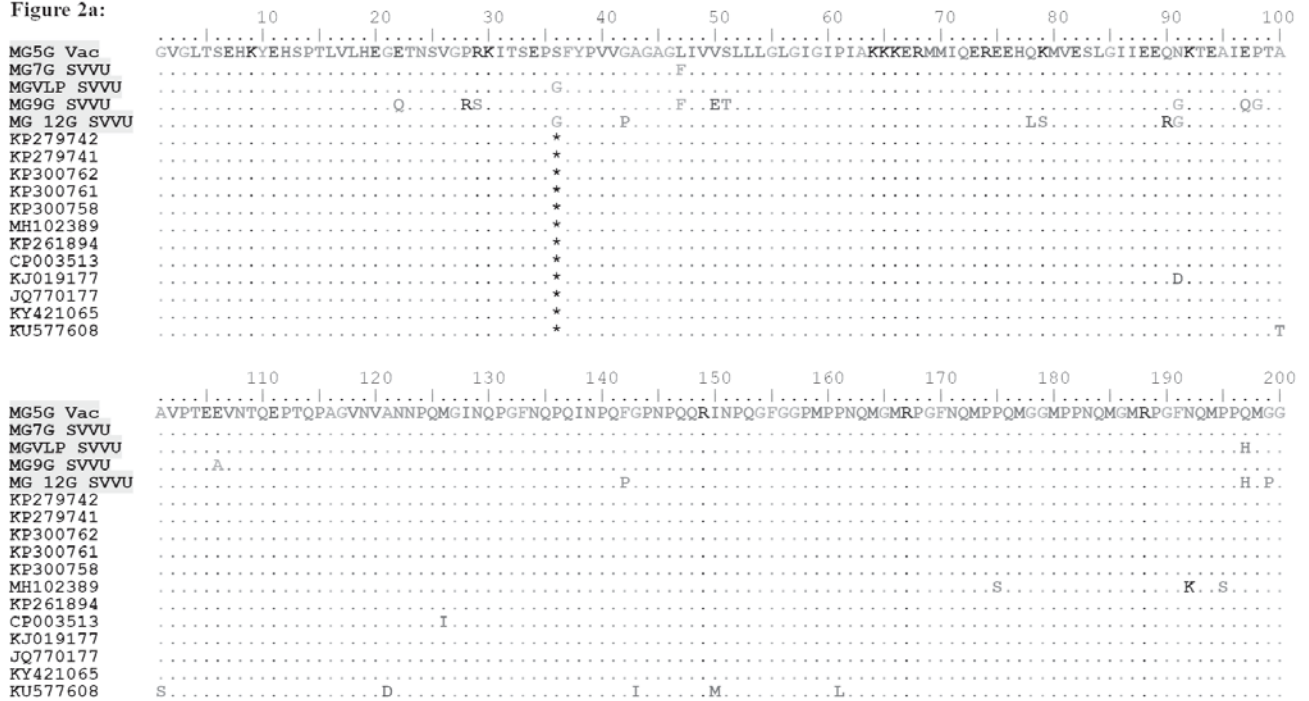 Figure 2a:
10 20 30 40 50 60 70 80 90 100
MG5G Vac GVGLTSEHKYEHSPTLVLHEGETNSVGPRKITSEPSFYPVVGAGAGLIVVSLLLGLGIGIPIAKKKERMMIQEREEHQKMVESLGIIEEQNKTEAIEPTA
MG7G SVVU ..............................................F.....................................................
MGVLP SVVU ...................................G................................................................
MG9G SVVU .....................Q.....RS.................F..ET.......................................G.....QG..
MG 12G SVVU ...................................G.....P...................................LS..........RG.........
KP279742 ...................................*................................................................
KP279741 ...................................*................................................................
KP300762 ...................................*................................................................
KP300761 ...................................*................................................................
KP300758 ...................................*................................................................
MH102389 ...................................*................................................................
KP261894 ...................................*................................................................
CP003513 ...................................*................................................................
KJ019177 ...................................*......................................................D.........
JQ770177 ...................................*................................................................
KY421065 ...................................*................................................................
KU577608 ...................................*...............................................................T
110 120 130 140 150 160 170 180 190 200
MG5G Vac AVPTEEVNTQEPTQPAGVNVANNPQMGINQPGFNQPQINPQFGPNPQQRINPQGFGGPMPPNQMGMRPGFNQMPPQMGGMPPNQMGMRPGFNQMPPQMGG
MG7G SVVU ....................................................................................................
MGVLP SVVU ................................................................................................H...
MG9G SVVU .....A..............................................................................................
MG 12G SVVU .........................................P......................................................H.P.
KP279742 ....................................................................................................
KP279741 ....................................................................................................
KP300762 ....................................................................................................
KP300761 ....................................................................................................
KP300758 ....................................................................................................
MH102389 ..........................................................................S................K..S.....
KP261894 ....................................................................................................
CP003513 .........................I..........................................................................
KJ019177 ....................................................................................................
JQ770177 ....................................................................................................
KY421065 ....................................................................................................
KU577608 S...................D.....................I......M..........L.......................................